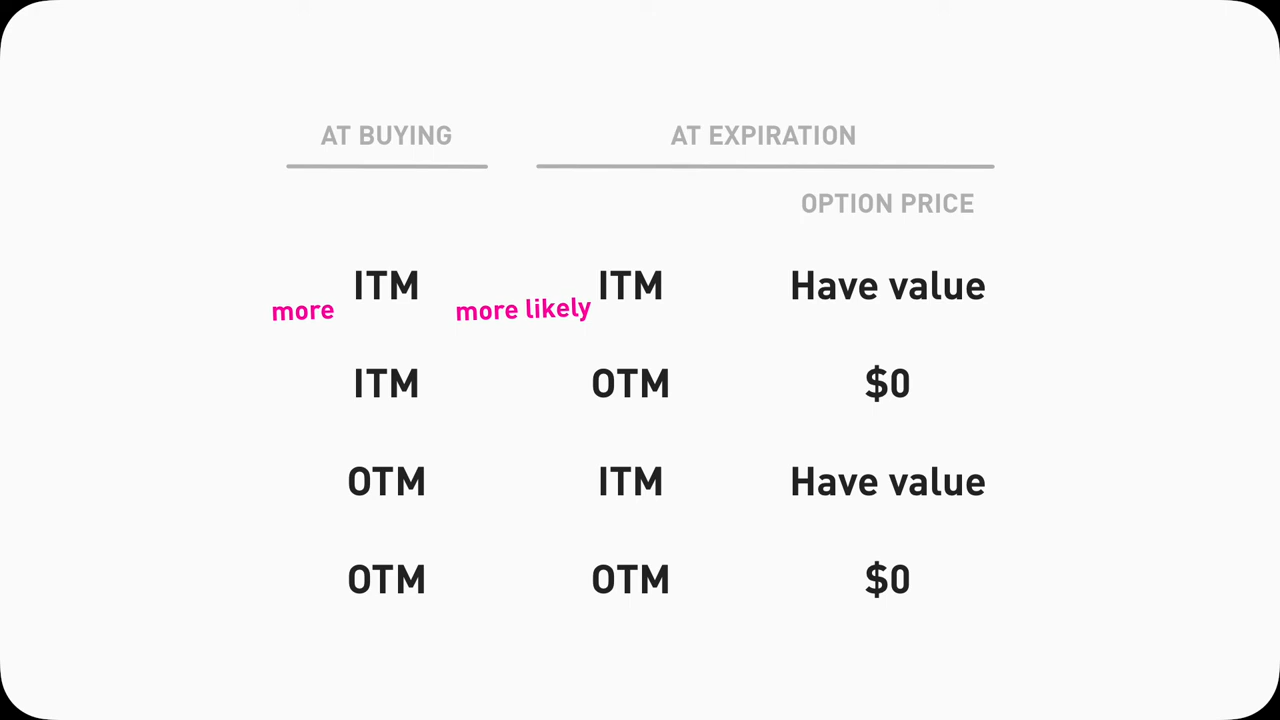 AT BUYING AT EXPIRATION
OPTION PRICE
ITM ITM Have value
more more likely
ITM OTM $0
OTM ITM Have value
OTM OTM $0